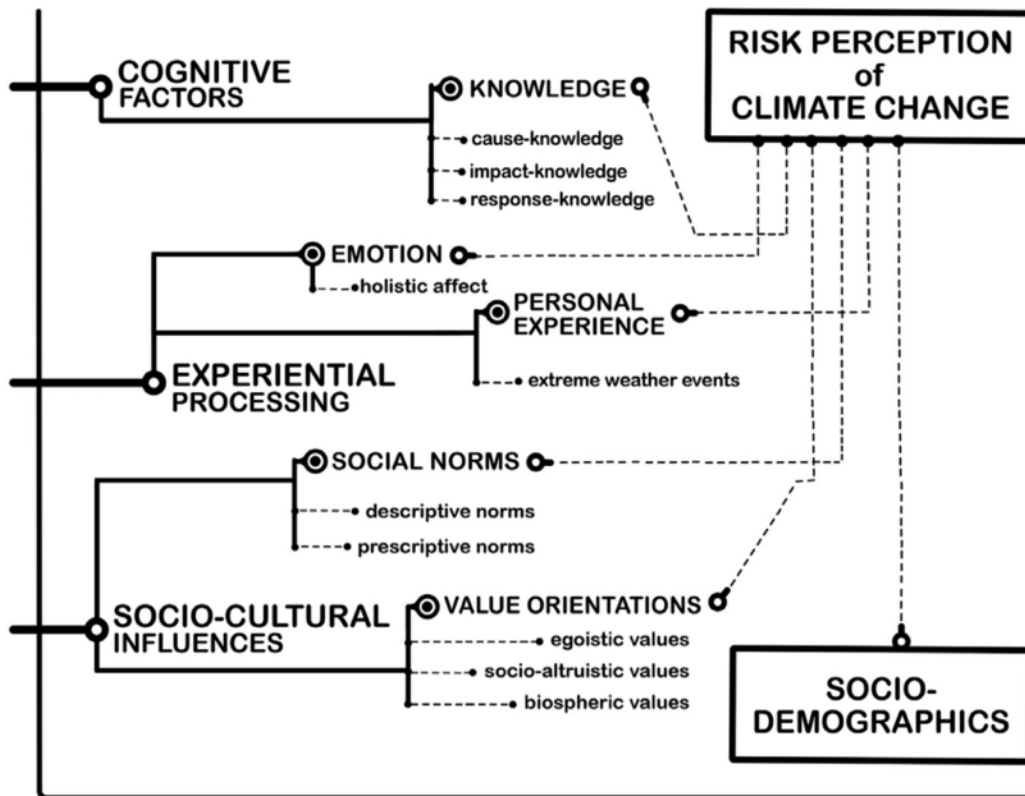 RISK PERCEPTION
of
CLIMATE CHANGE
COGNITIVE
FACTORS
KNOWLEDGE
cause-knowledge
impact-knowledge
response-knowledge
EMOTION
holistic affect
PERSONAL
EXPERIENCE
extreme weather events
EXPERIENTIAL
PROCESSING
SOCIAL NORMS
descriptive norms
prescriptive norms
SOCIO-CULTURAL
INFLUENCES
VALUE ORIENTATIONS
egoistic values
socio-altruistic values
biospheric values
SOCIO-
DEMOGRAPHICS